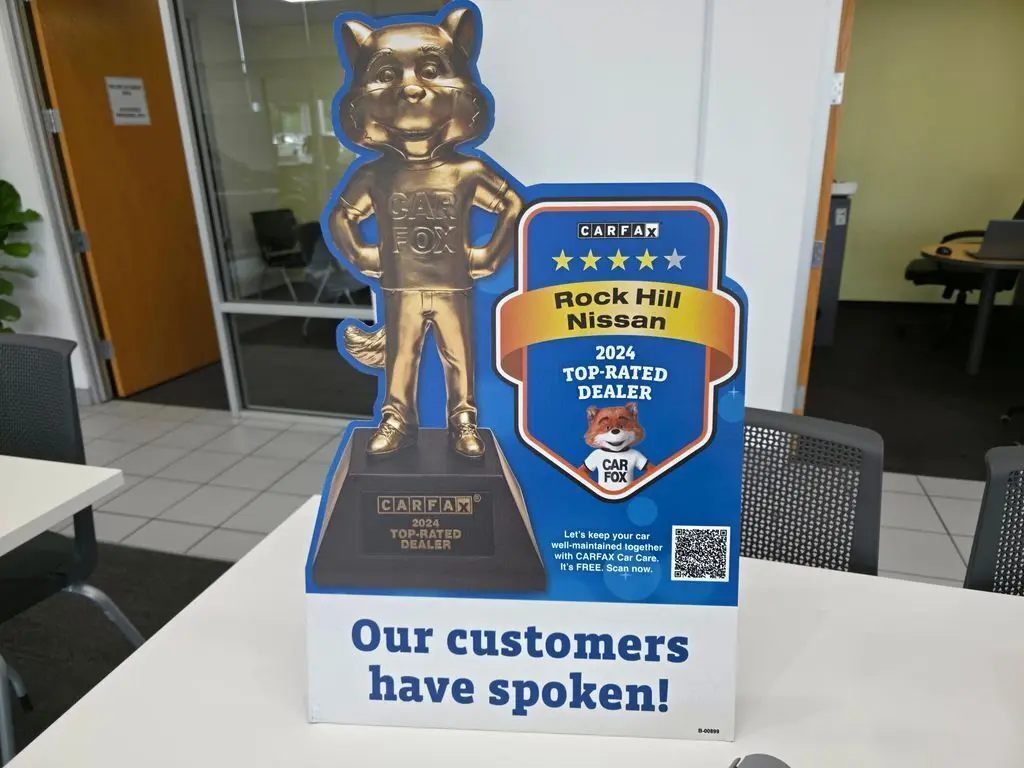 CAR
FOX
CARFAX
Rock Hill
Nissan
2024
TOP-RATED
DEALER
CAR
FOX
CARFAX®
2024
TOP-RATED
DEALER
Let's keep your car
well-maintained together
with CARFAX Car Care.
It's FREE. Scan now.
Our customers
have spoken!
B-00899